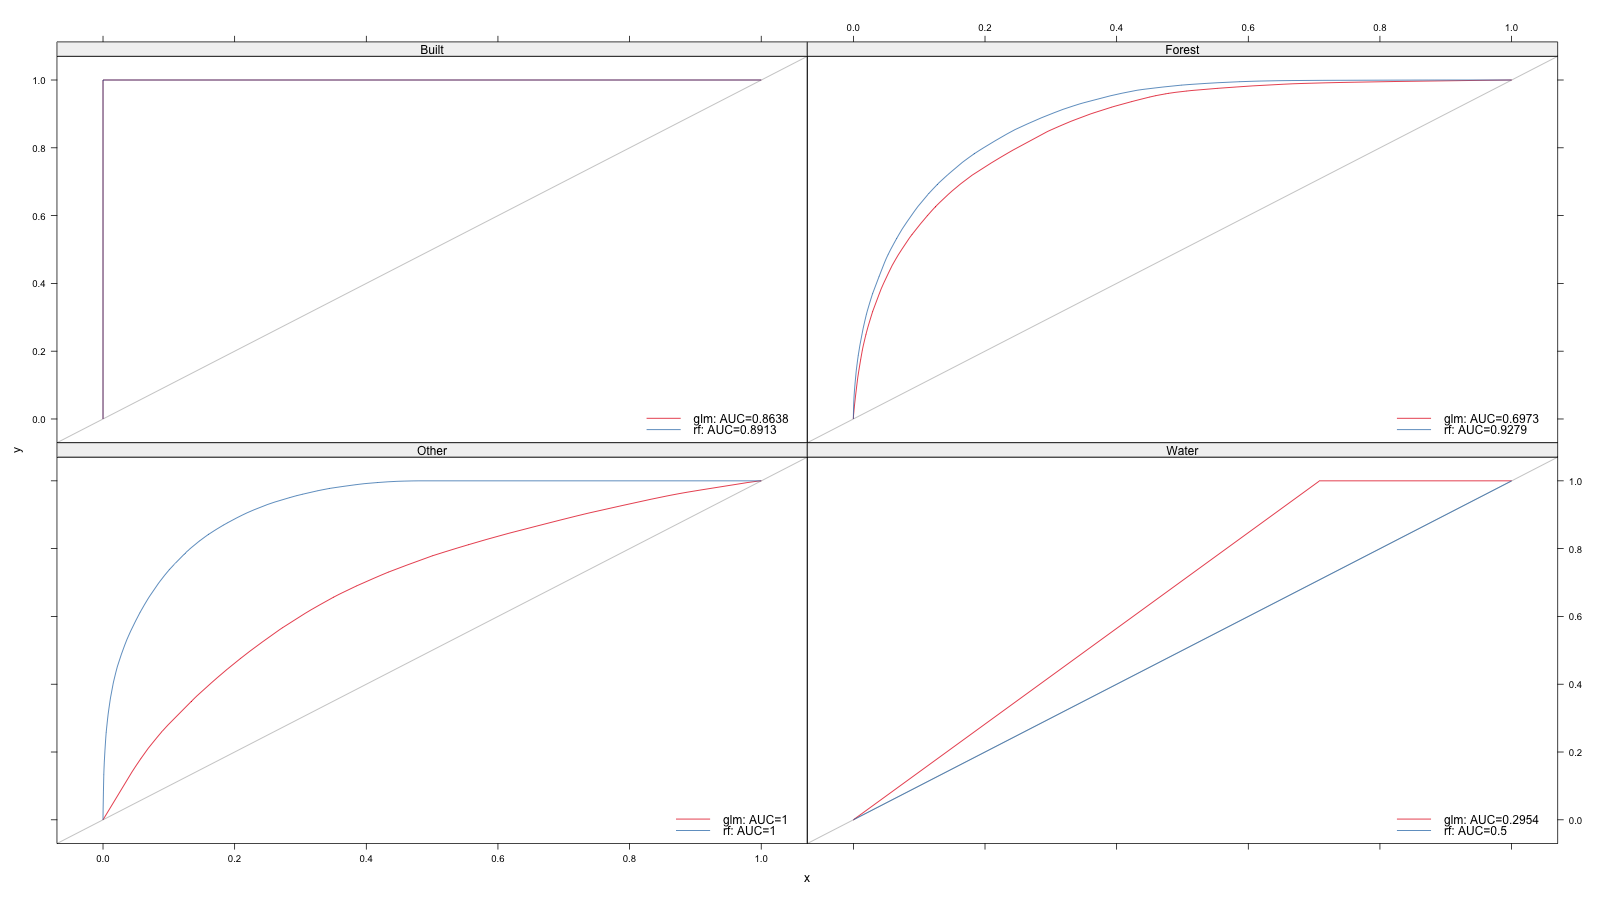 0.0 0.2 0.4 0.6 0.8 1.0
Built Forest
1.0
0.8
0.6
0.4
0.2
0.0
glm: AUC=0.8638
rf: AUC=0.8913
glm: AUC=0.6973
rf: AUC=0.9279
y
Other Water
1.0
0.8
0.6
0.4
0.2
0.0
glm: AUC=1
rf: AUC=1
glm: AUC=0.2954
rf: AUC=0.5
0.0 0.2 0.4 0.6 0.8 1.0
x